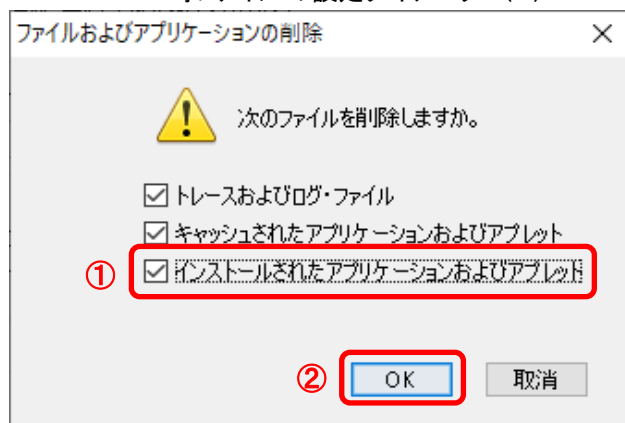 ファイルおよびアプリケーションの削除
次のファイルを削除しますか。
トレースおよびログ・ファイル
キャッシュされたアプリケーションおよびアプレット
① インストールされたアプリケーションおよびアプレット
② OK 取消